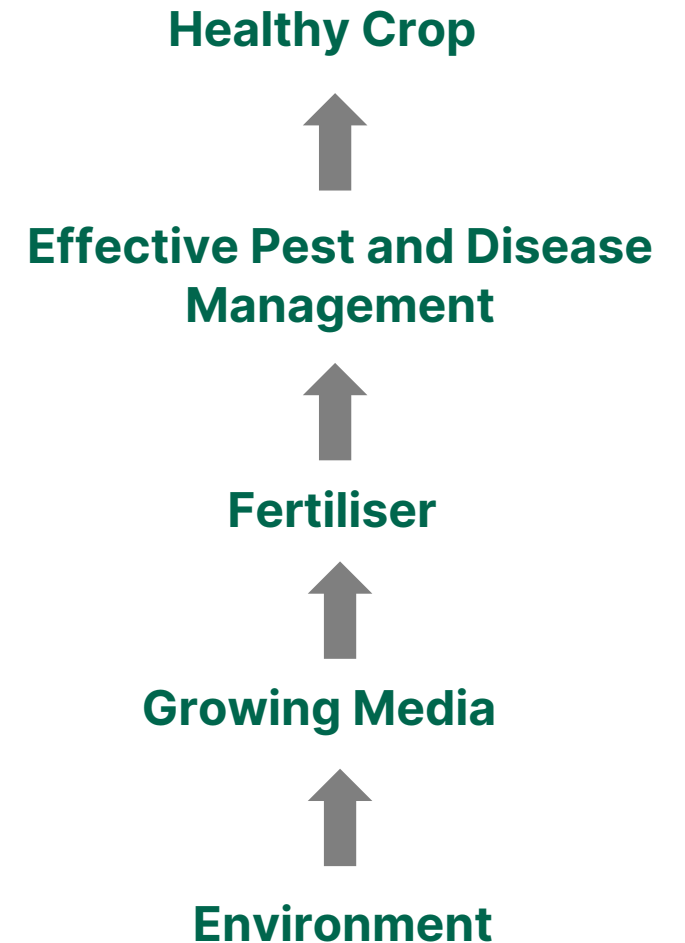 Healthy Crop
Effective Pest and Disease
Management
Fertiliser
Growing Media
Environment